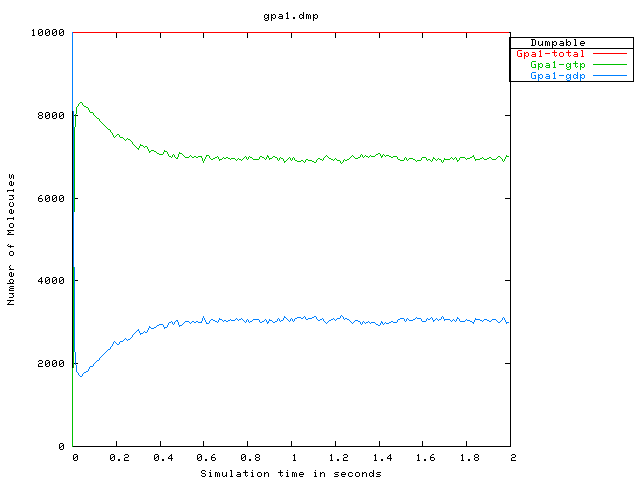 gpa1.dmp
10000
8000
6000
4000
2000
0
Number of Molecules
0 0.2 0.4 0.6 0.8 1 1.2 1.4 1.6 1.8 2
Simulation time in seconds
Dumpable
Gpa1-total
Gpa1-gtp
Gpa1-gdp